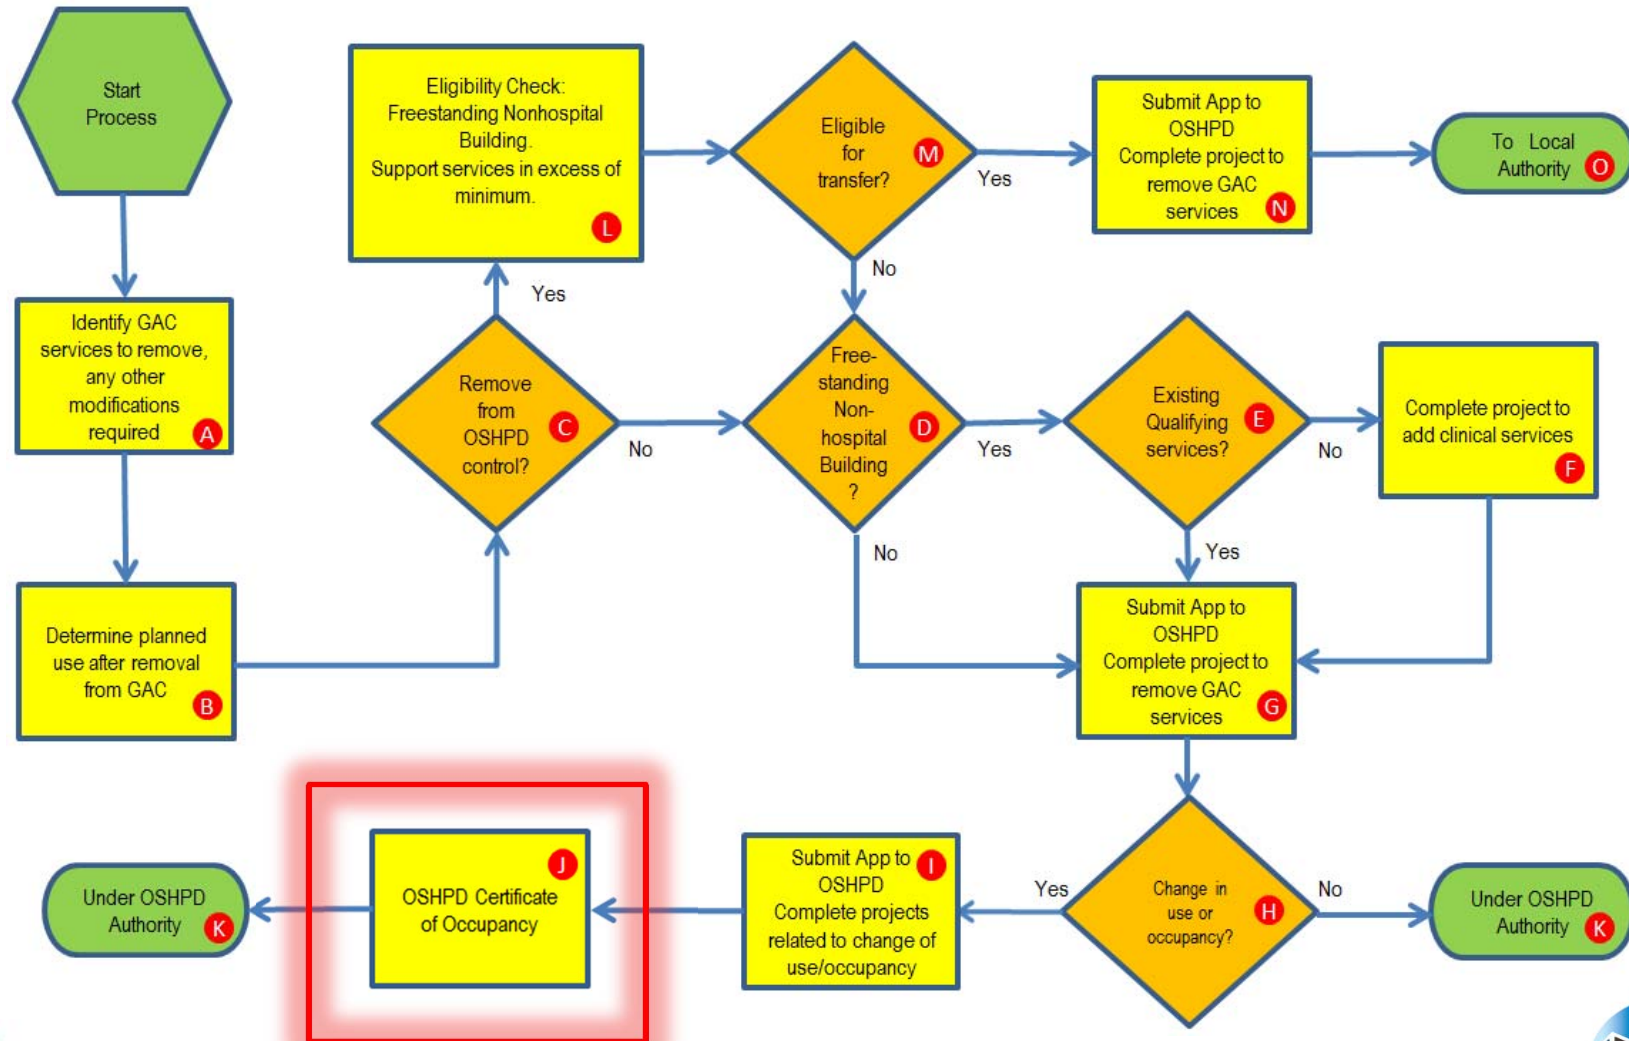 Start
Process
Identify GAC
services to remove,
any other
modifications
required
A
Determine planned
use after removal
from GAC
B
Remove
from
OSHPD
control?
C
Yes
No
Eligibility Check:
Freestanding Nonhospital
Building.
Support services in excess of
minimum.
L
Eligible
for
transfer?
M
Yes
No
Submit App to
OSHPD
Complete project to
remove GAC
services
N
To Local
Authority
O
Free-
standing
Non-
hospital
Building
?
D
Yes
No
Existing
Qualifying
services?
E
No
Yes
Complete project to
add clinical services
F
Submit App to
OSHPD
Complete project to
remove GAC
services
G
Change in
use or
occupancy?
H
No
Under OSHPD
Authority
K
Yes
Submit App to
OSHPD
Complete projects
related to change of
use/occupancy
I
OSHPD Certificate
of Occupancy
J
Under OSHPD
Authority
K